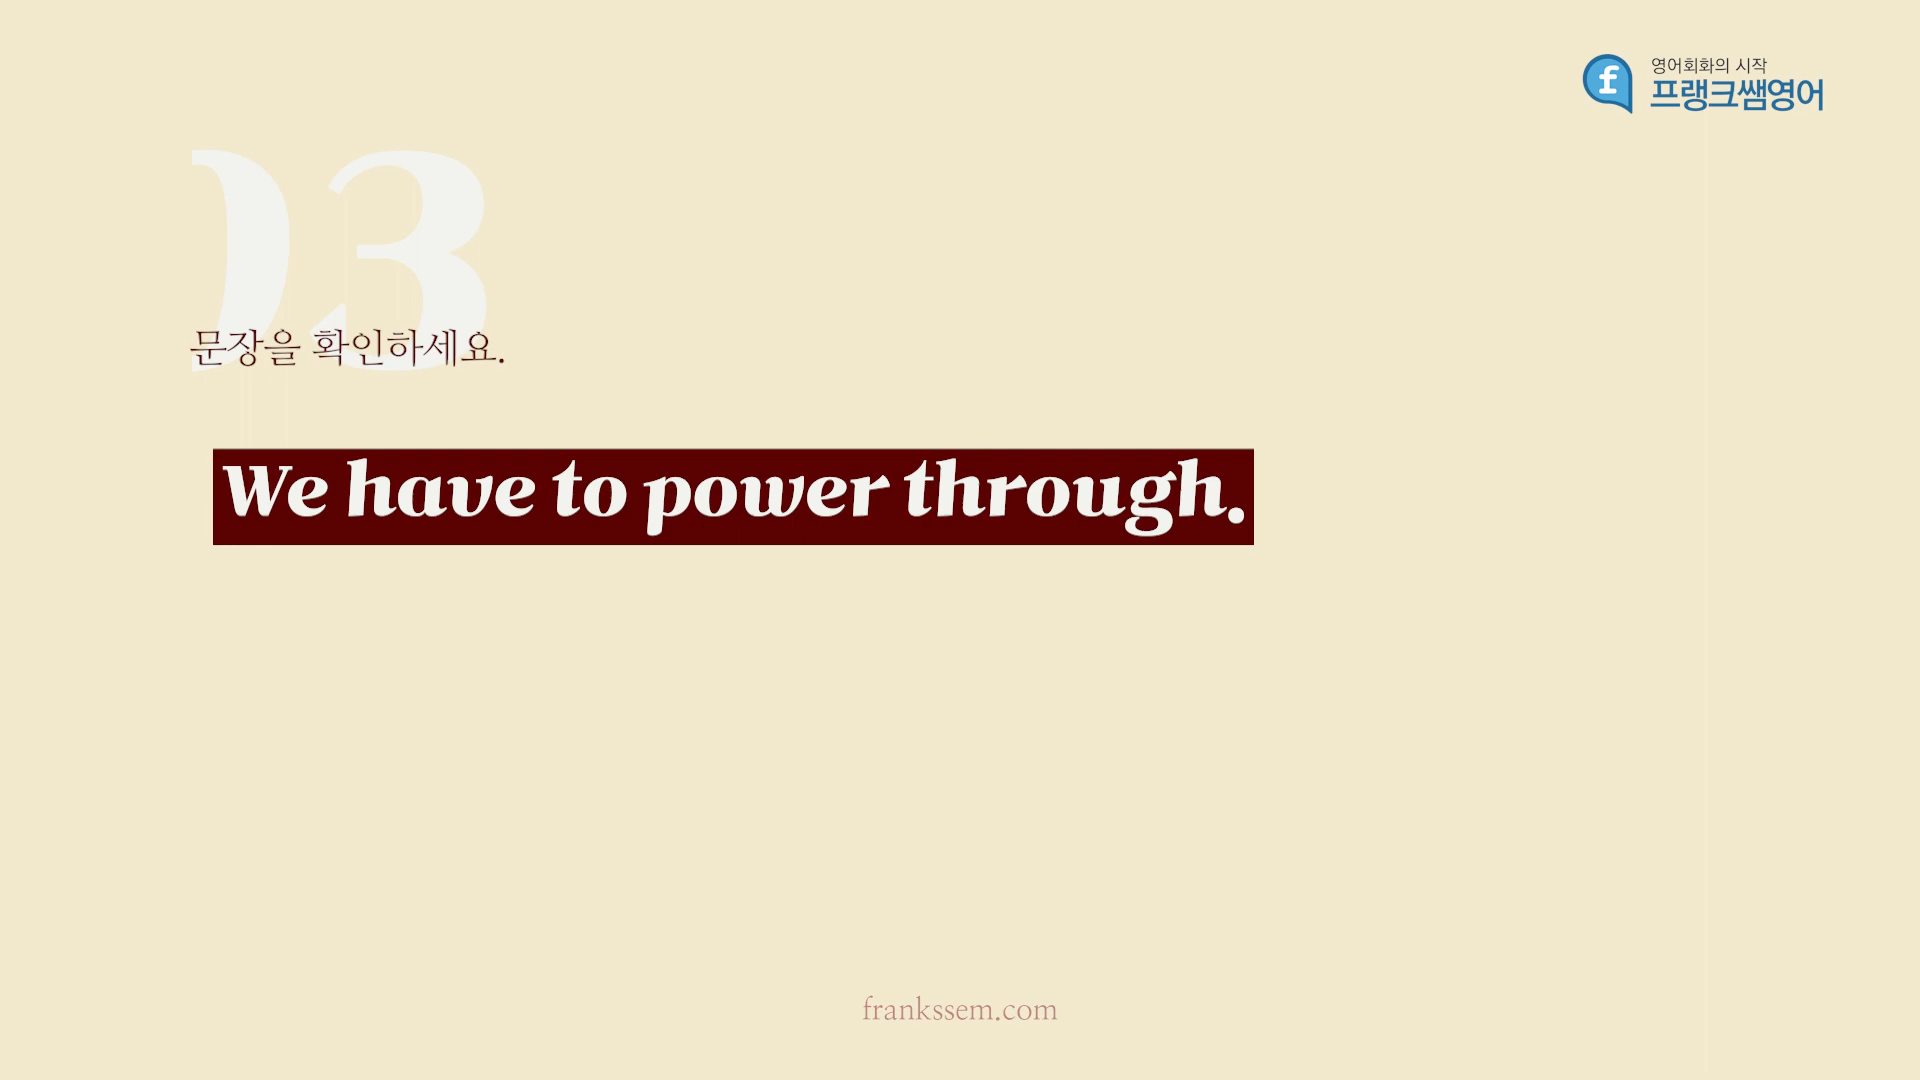 영어회화의 시작
프랭크쌤영어
03
문장을 확인하세요.
We have to power through.
frankssem.com